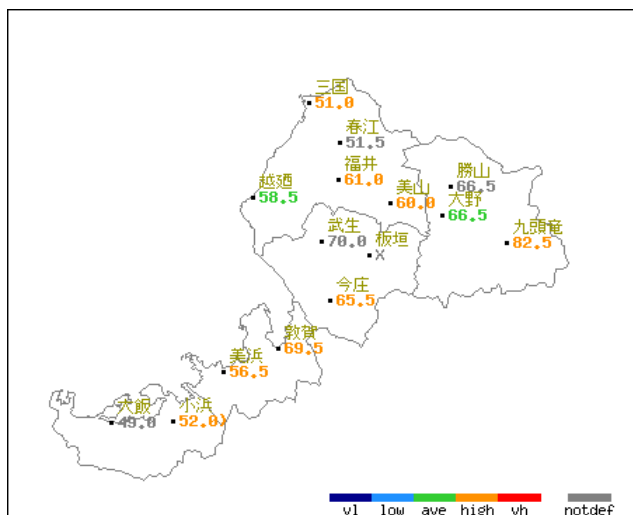 三国
51.0
春江
51.5
福井
61.0
越廼
58.5
美山
60.0
勝山
66.5
大野
66.5
九頭竜
82.5
武生
70.0
板垣
X
今庄
65.5
敦賀
69.5
美浜
56.5
大飯
49.0
小浜
52.0)
vl low ave high vh notdef